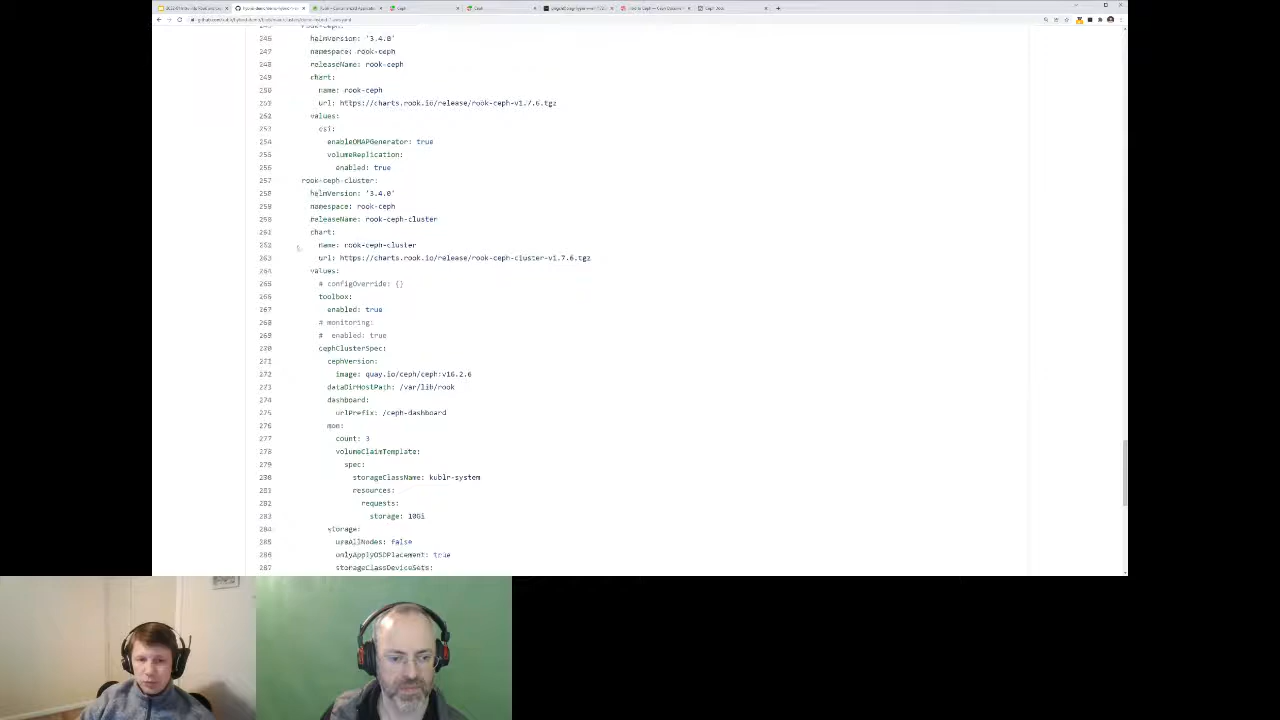 246 helmVersion: '3.4.0'
247 namespace: rook-ceph
248 releaseName: rook-ceph
249 chart:
250 name: rook-ceph
251 url: https://charts.rook.io/release/rook-ceph-v1.7.6.tgz
252 values:
253 csi:
254 enableOMAPGenerator: true
255 volumeReplication:
256 enabled: true
257 rook-ceph-cluster:
258 helmVersion: '3.4.0'
259 namespace: rook-ceph
260 releaseName: rook-ceph-cluster
261 chart:
262 name: rook-ceph-cluster
263 url: https://charts.rook.io/release/rook-ceph-cluster-v1.7.6.tgz
264 values:
265 # configOverride: {}
266 toolbox:
267 enabled: true
268 # monitoring:
269 # enabled: true
270 cephClusterSpec:
271 cephVersion:
272 image: quay.io/ceph/ceph:v16.2.6
273 dataDirHostPath: /var/lib/rook
274 dashboard:
275 urlPrefix: /ceph-dashboard
276 mon:
277 count: 3
278 volumeClaimTemplate:
279 spec:
280 storageClassName: kublr-system
281 resources:
282 requests:
283 storage: 10Gi
284 storage:
285 useAllNodes: false
286 onlyApplyOSDPlacement: true
287 storageClassDeviceSets: